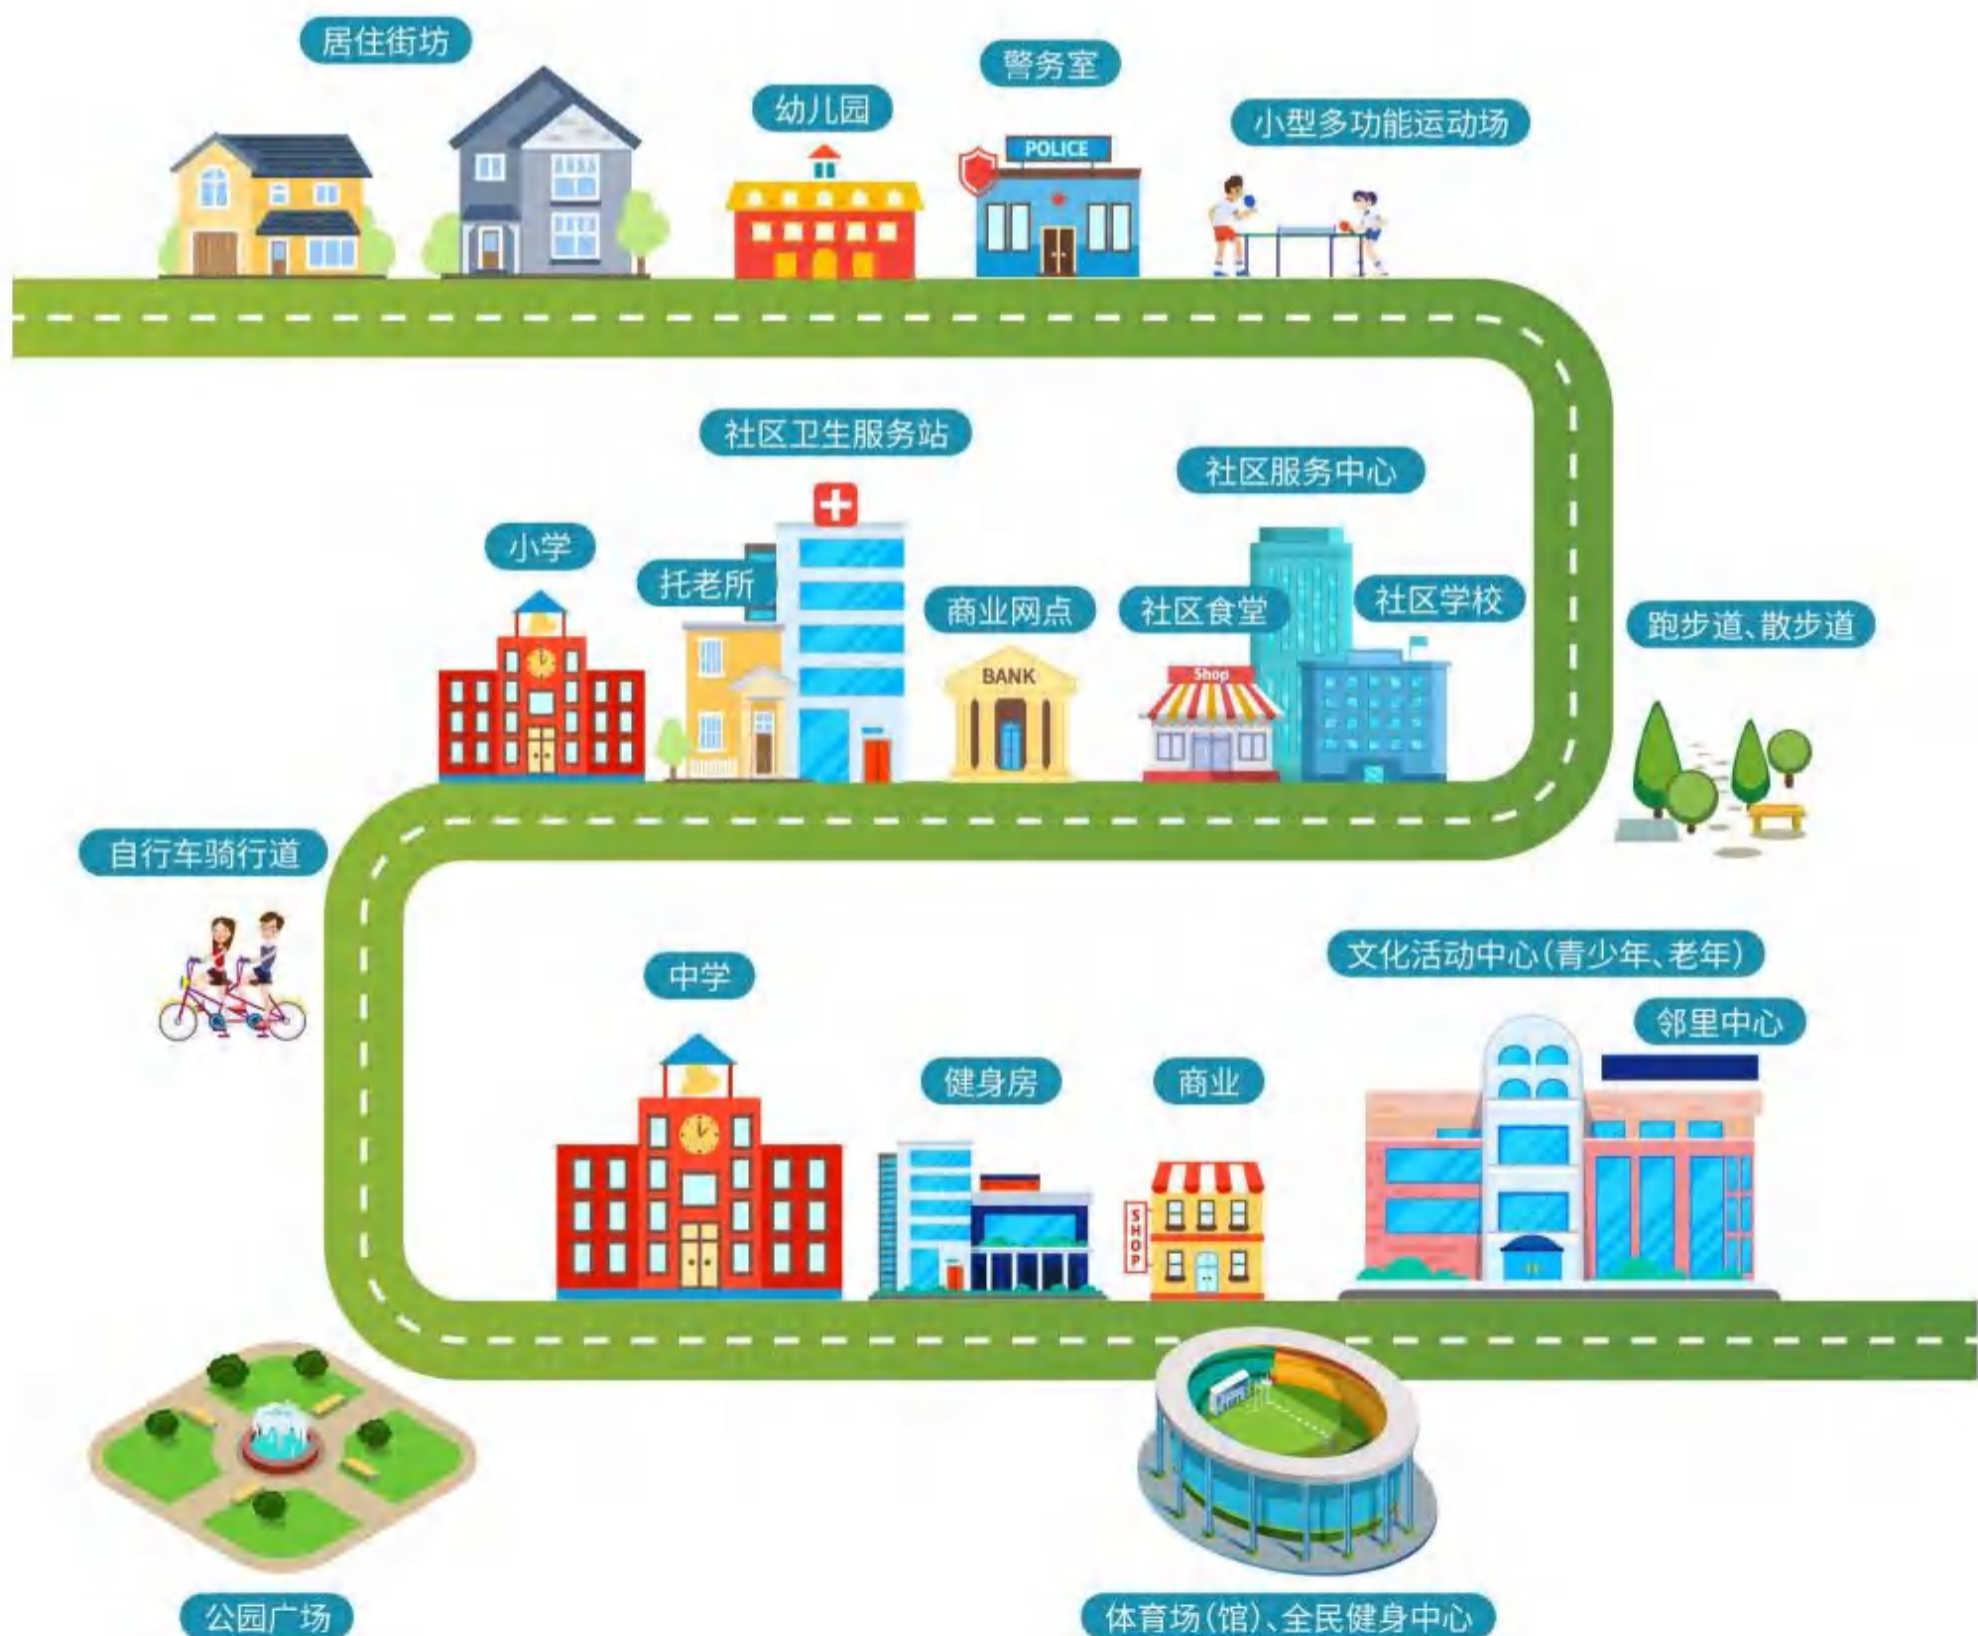 居住街坊
幼儿园
警务室
POLICE
小型多功能运动场
社区卫生服务站
社区服务中心
小学
托老所
商业网点
BANK
社区食堂
Shop
社区学校
跑步道、散步道
自行车骑行道
中学
健身房
商业
SHOP
文化活动中心(青少年、老年)
邻里中心
公园广场
体育场(馆)、全民健身中心